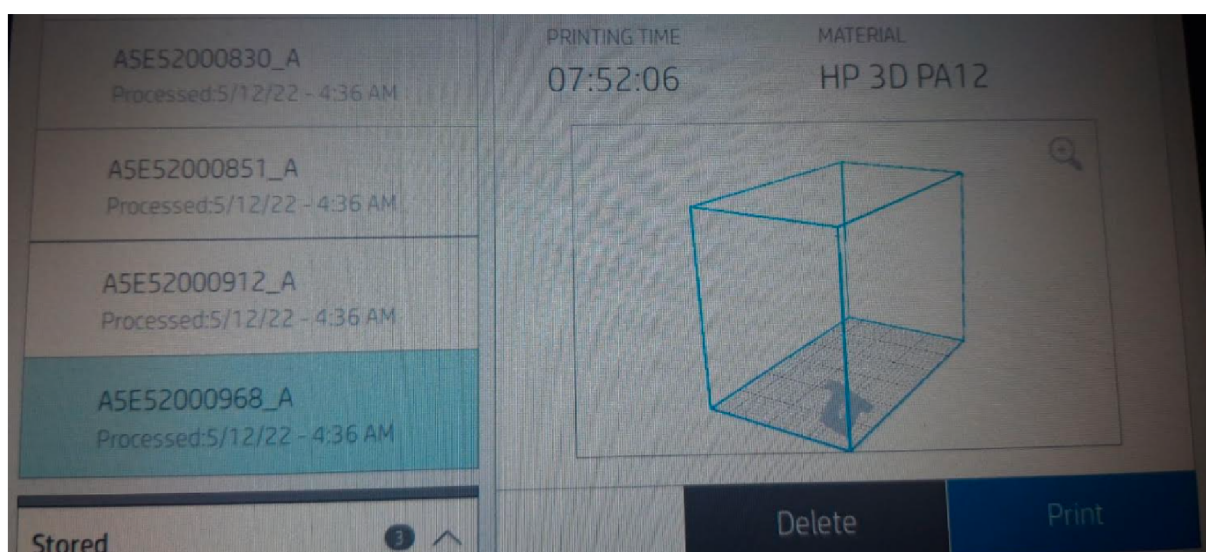 A5E52000830_A
Processed:5/12/22 - 4:36 AM
A5E52000851_A
Processed:5/12/22 - 4:36 AM
A5E52000912_A
Processed:5/12/22 - 4:36 AM
A5E52000968_A
Processed:5/12/22 - 4:36 AM
Stored
3
PRINTING TIME
07:52:06
MATERIAL
HP 3D PA12
Delete
Print